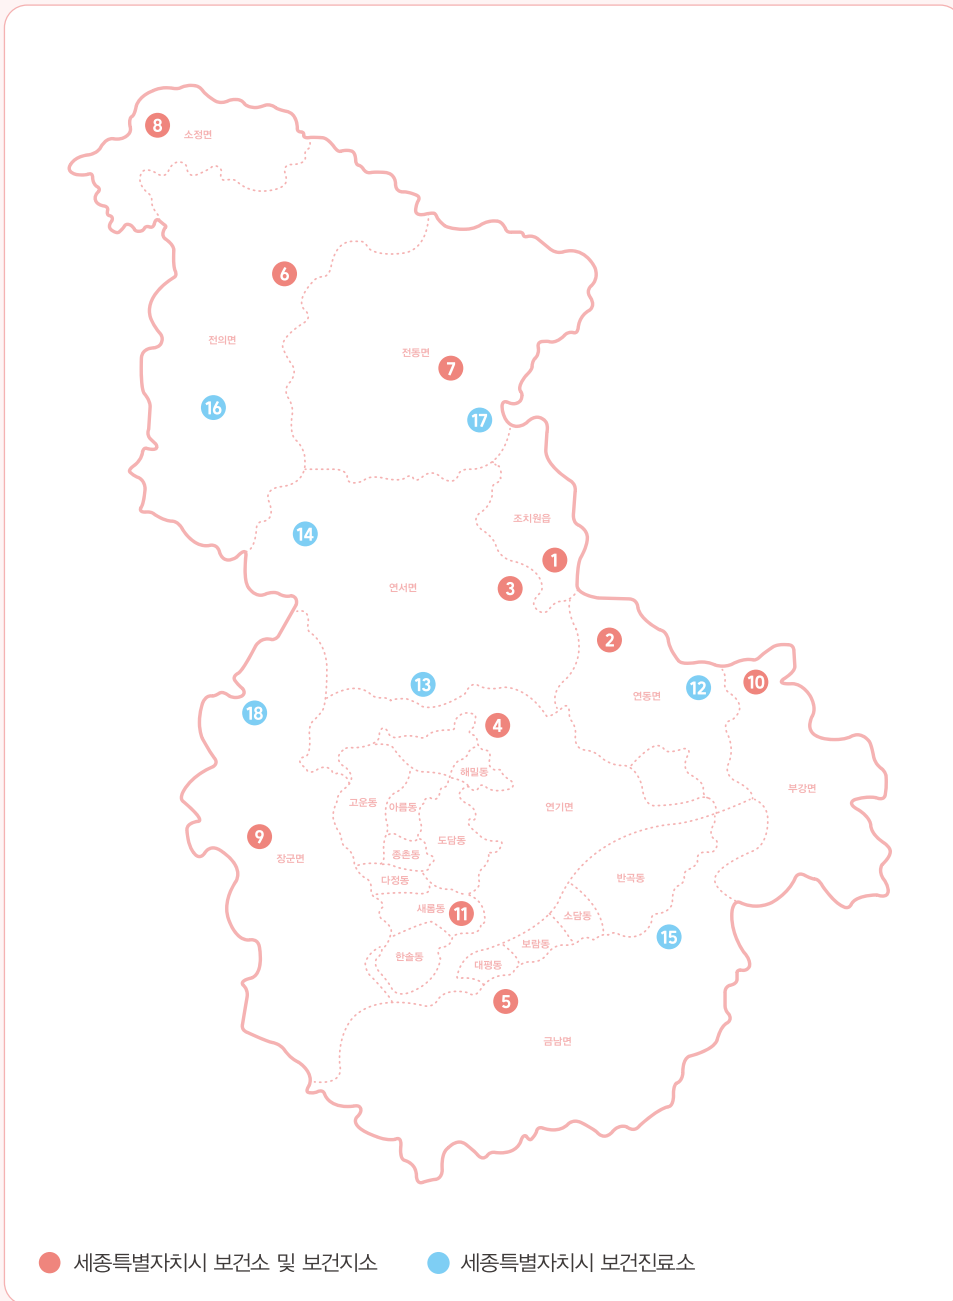 8
소정면
6
전의면
전동면
7
16
17
조치원읍
14
1
연서면
3
2
13
12
10
연동면
18
4
해밀동
부강면
고운동
아름동
연기면
9
장군면
도담동
종촌동
다정동
반곡동
새롬동
11
소담동
15
보람동
한솔동
대평동
5
금남면
세종특별자치시 보건소 및 보건지소
세종특별자치시 보건진료소